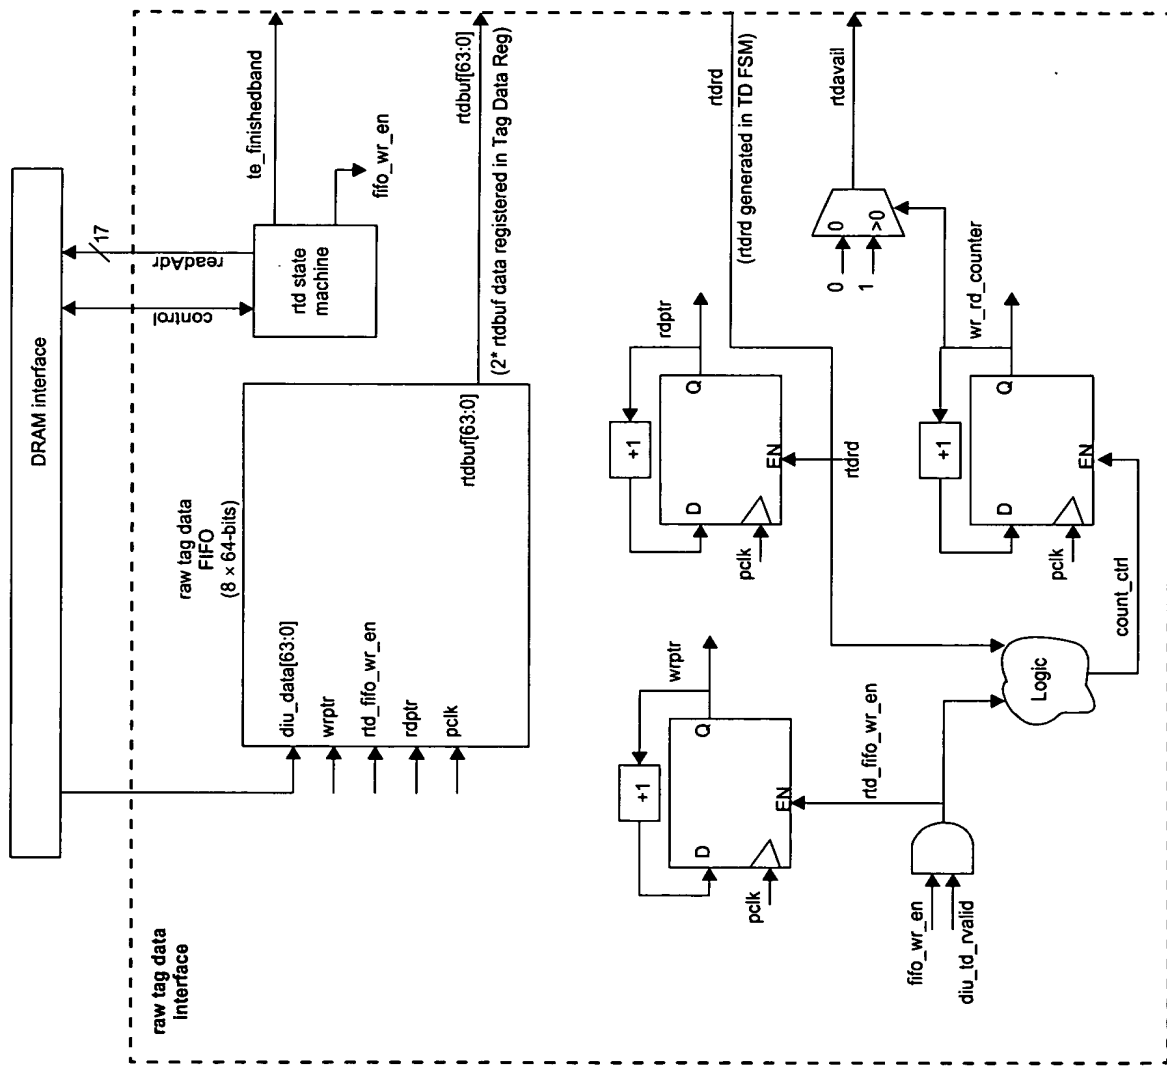 DRAM interface
raw tag data
interface
raw tag data
FIFO
(8 × 64-bits)
diu_data[63:0]
wrptr
rtd_fifo_wr_en
rdptr
pclk
rtdbuf[63:0]
control
readAdr
17
rtd state
machine
fifo_wr_en
te_finishedband
rtdbuf[63:0]
(2* rtdbuf data registered in Tag Data Reg)
rtdrd
(rtdrd generated in TD FSM)
+1
wrptr
D
Q
EN
pclk
rtd_fifo_wr_en
fifo_wr_en
diu_td_rvalid
+1
rdptr
D
Q
EN
pclk
rtdrd
Logic
count_ctrl
+1
wr_rd_counter
D
Q
EN
pclk
0
1
0
>0
rtdavail